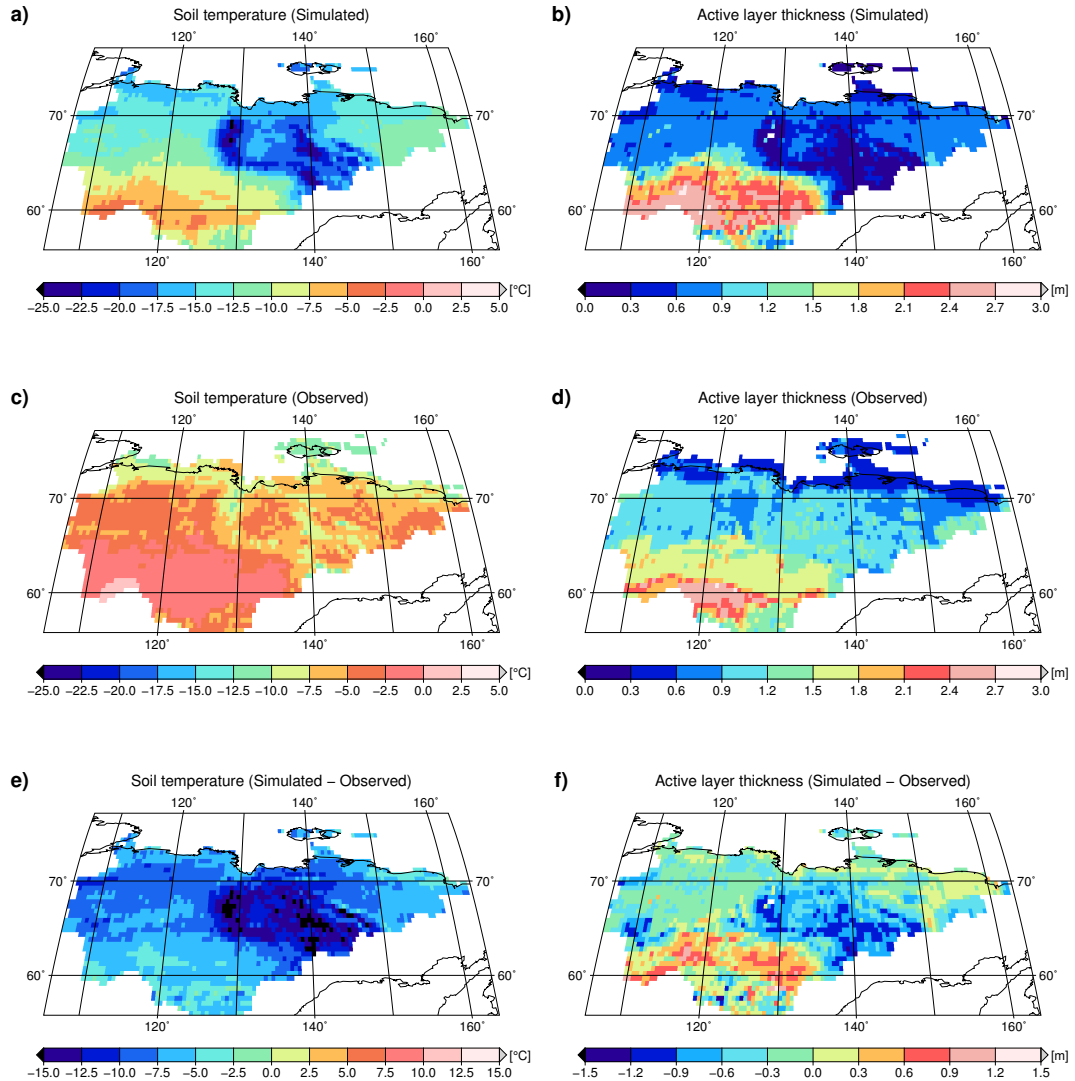 a) Soil temperature (Simulated)
120˚ 140˚ 160˚
70˚
60˚ 60˚
120˚ 140˚ 160˚
−25.0 −22.5 −20.0 −17.5 −15.0 −12.5 −10.0 −7.5 −5.0 −2.5 0.0 2.5 5.0 [°C]
b) Active layer thickness (Simulated)
120˚ 140˚ 160˚
70˚
60˚ 60˚
120˚ 140˚ 160˚
0.0 0.3 0.6 0.9 1.2 1.5 1.8 2.1 2.4 2.7 3.0 [m]
c) Soil temperature (Observed)
120˚ 140˚ 160˚
70˚ 70˚
60˚ 60˚
120˚ 140˚ 160˚
−25.0 −22.5 −20.0 −17.5 −15.0 −12.5 −10.0 −7.5 −5.0 −2.5 0.0 2.5 5.0 [°C]
d) Active layer thickness (Observed)
120˚ 140˚ 160˚
70˚
60˚ 60˚
120˚ 140˚ 160˚
0.0 0.3 0.6 0.9 1.2 1.5 1.8 2.1 2.4 2.7 3.0 [m]
e) Soil temperature (Simulated − Observed)
120˚ 140˚ 160˚
70˚ 70˚
60˚ 60˚
120˚ 140˚ 160˚
−15.0 −12.5 −10.0 −7.5 −5.0 −2.5 0.0 2.5 5.0 7.5 10.0 12.5 15.0 [°C]
f) Active layer thickness (Simulated − Observed)
120˚ 140˚ 160˚
70˚ 70˚
60˚ 60˚
120˚ 140˚ 160˚
−1.5 −1.2 −0.9 −0.6 −0.3 0.0 0.3 0.6 0.9 1.2 1.5 [m]